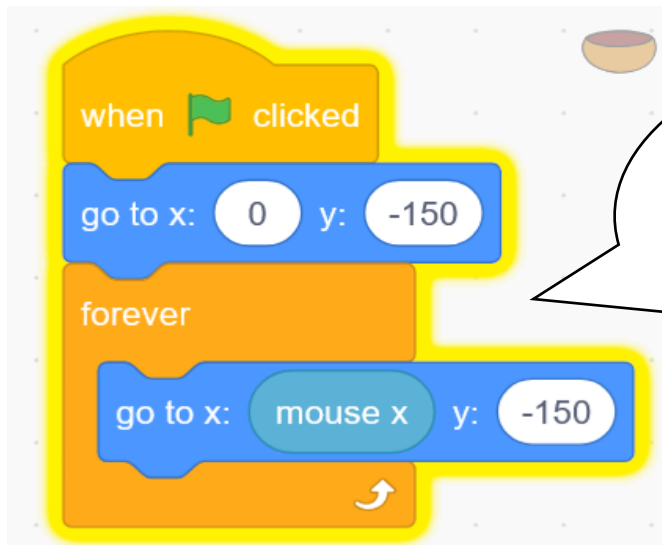 when clicked
go to x: 0 y: -150
forever
go to x: mouse x y: -150